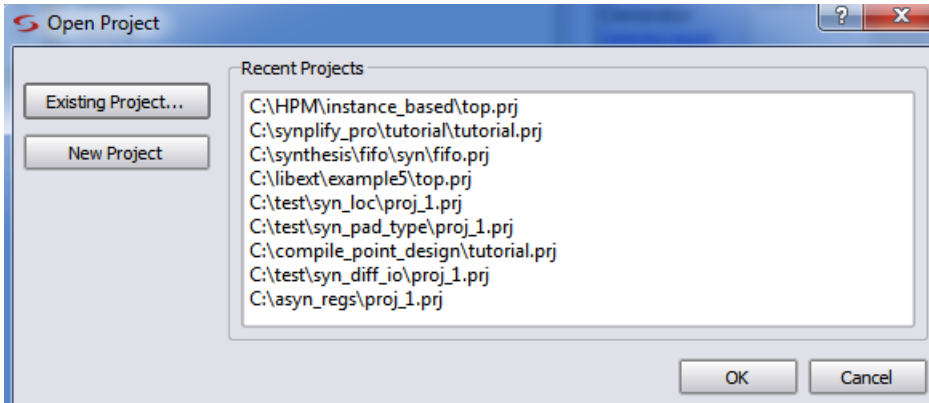 Open Project
?
X
Existing Project...
New Project
Recent Projects
C:\HPM\instance_based\top.prj
C:\synplify_pro\tutorial\tutorial.prj
C:\synthesis\fifo\syn\fifo.prj
C:\libext\example5\top.prj
C:\test\syn_loc\proj_1.prj
C:\test\syn_pad_type\proj_1.prj
C:\compile_point_design\tutorial.prj
C:\test\syn_diff_io\proj_1.prj
C:\asyn_regs\proj_1.prj
OK
Cancel